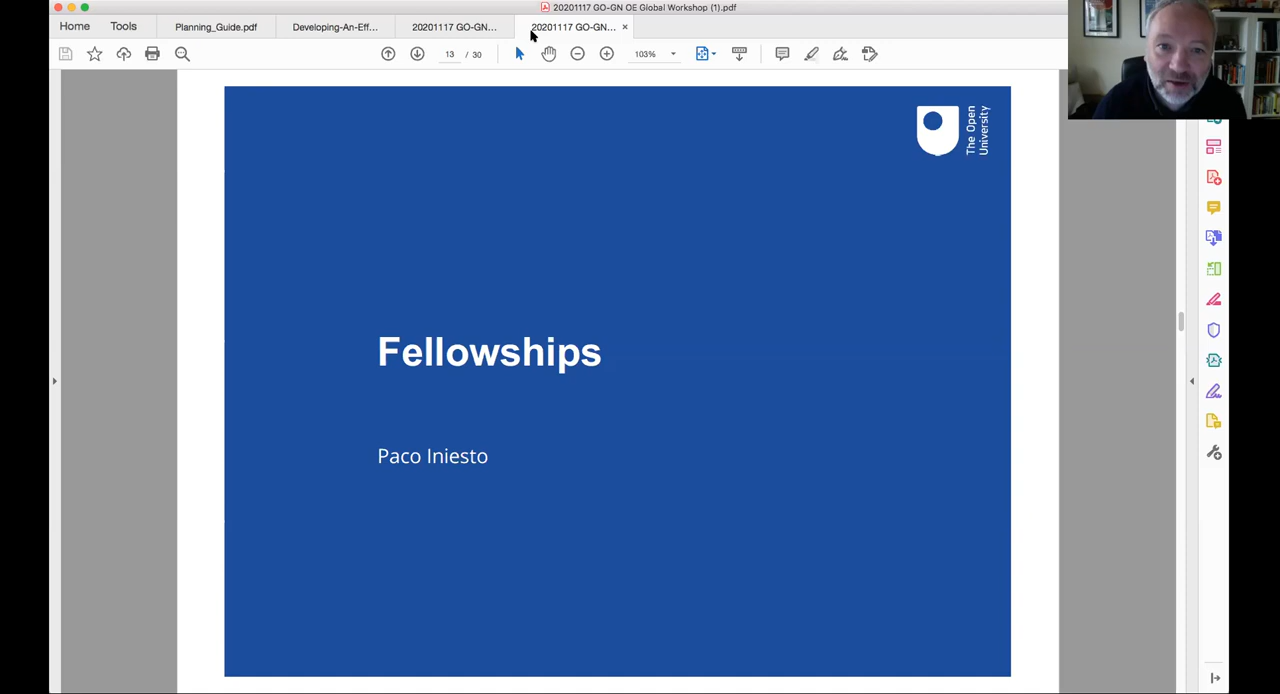 20201117 GO-GN OE Global Workshop (1).pdf
Home
Tools
Planning_Guide.pdf
Developing-An-Eff...
20201117 GO-GN...
20201117 GO-GN... ×
13 / 30
103%
The Open
University
Fellowships
Paco Iniesto